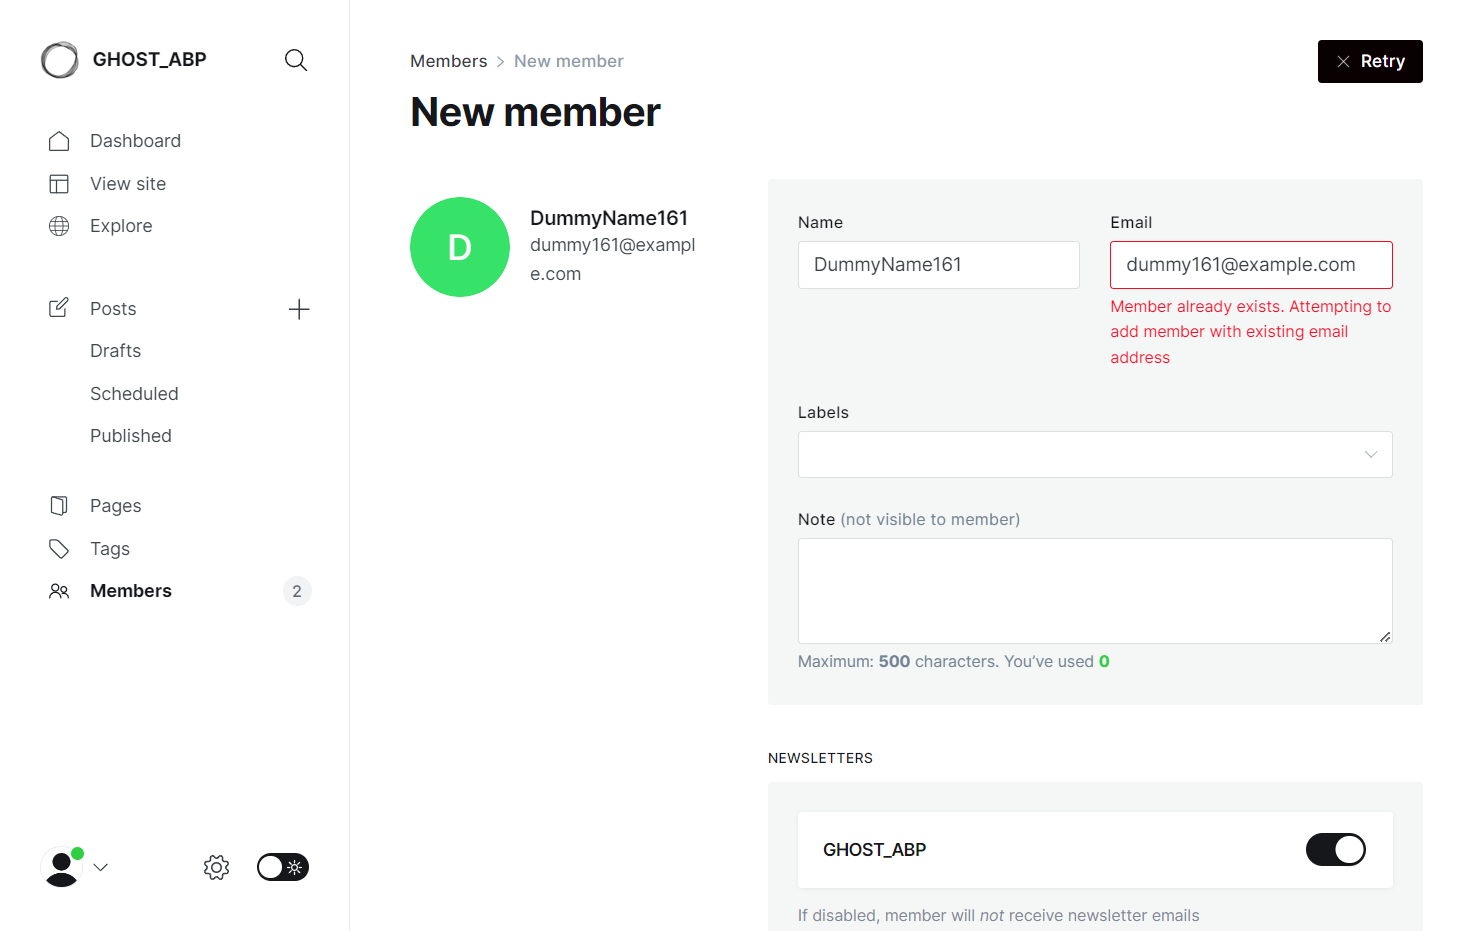 GHOST_ABP
Dashboard
View site
Explore
Posts
Drafts
Scheduled
Published
Pages
Tags
Members
2
Members > New member
Retry
New member
D
DummyName161
dummy161@exampl
e.com
Name
DummyName161
Email
dummy161@example.com
Member already exists. Attempting to
add member with existing email
address
Labels
Note (not visible to member)
Maximum: 500 characters. You’ve used 0
NEWSLETTERS
GHOST_ABP
If disabled, member will not receive newsletter emails